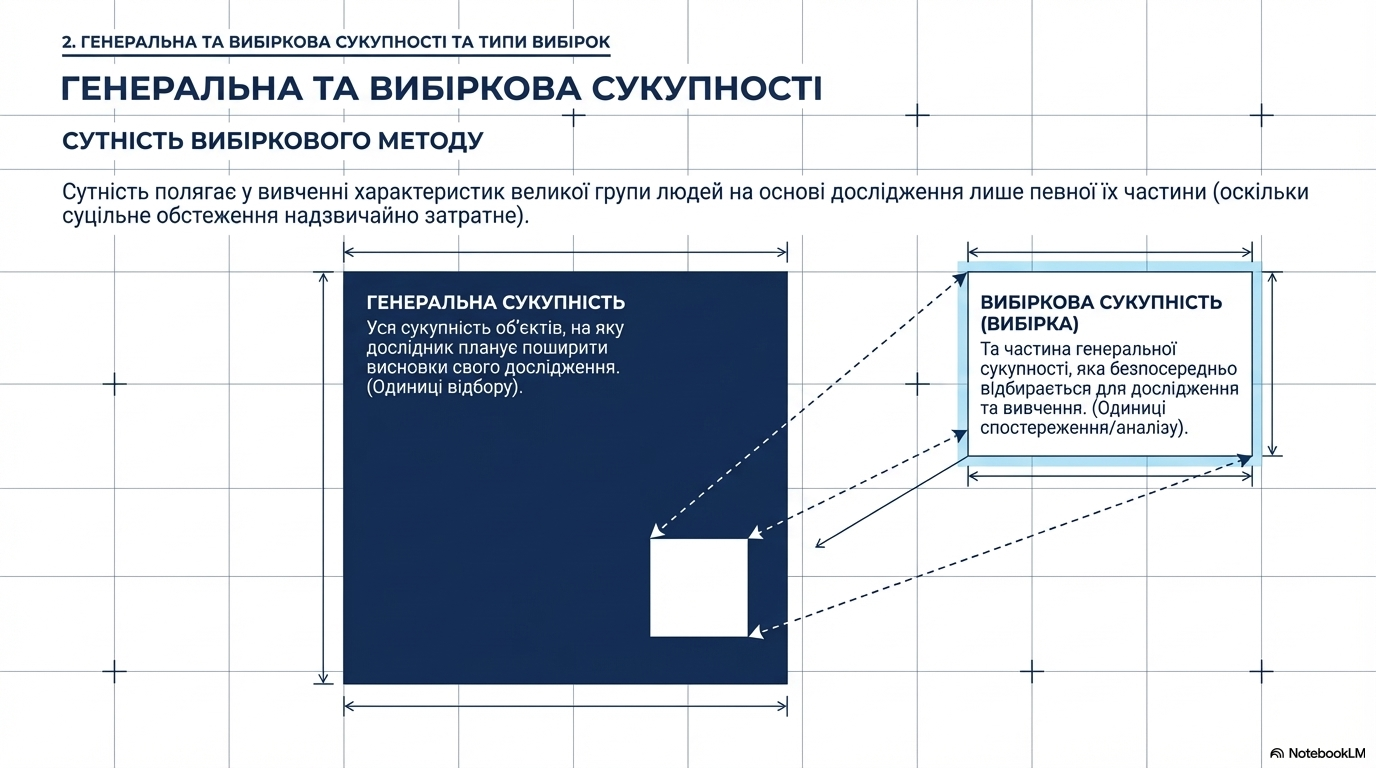 2. ГЕНЕРАЛЬНА ТА ВИБІРКОВА СУКУПНОСТІ ТА ТИПИ ВИБІРОК
ГЕНЕРАЛЬНА ТА ВИБІРКОВА СУКУПНОСТІ
СУТНІСТЬ ВИБІРКОВОГО МЕТОДУ
Сутність полягає у вивченні характеристик великої групи людей на основі дослідження лише певної їх частини (оскільки
суцільне обстеження надзвичайно затратне).
ГЕНЕРАЛЬНА СУКУПНІСТЬ
Уся сукупність об'єктів, на яку
дослідник планує поширити
висновки свого дослідження.
(Одиниці відбору).
ВИБІРКОВА СУКУПНІСТЬ
(ВИБІРКА)
Та частина генеральної
сукупності, яка безпосередньо
відбирається для дослідження
та вивчення. (Одиниці
спостереження/аналізу).
NotebookLM